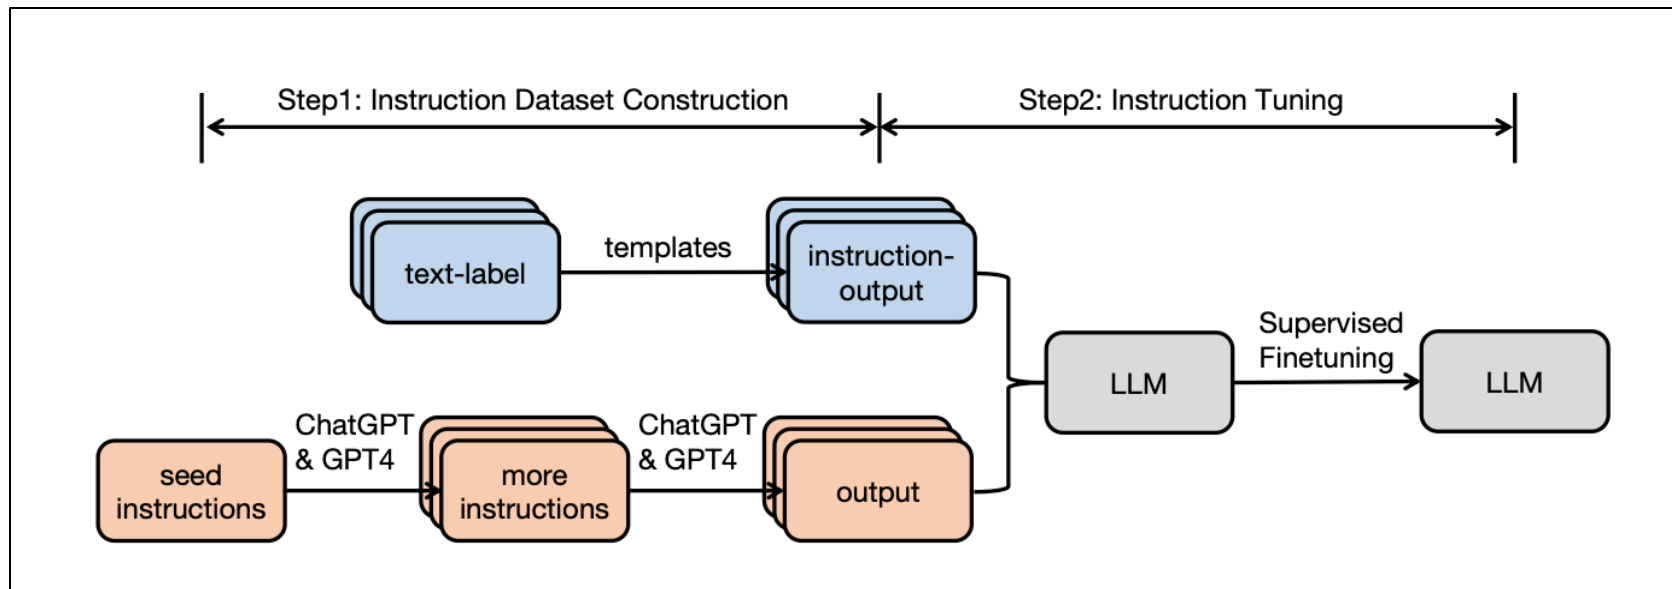 Step1: Instruction Dataset Construction
Step2: Instruction Tuning
text-label
templates
instruction-
output
seed
instructions
ChatGPT
& GPT4
more
instructions
ChatGPT
& GPT4
output
LLM
Supervised
Finetuning
LLM